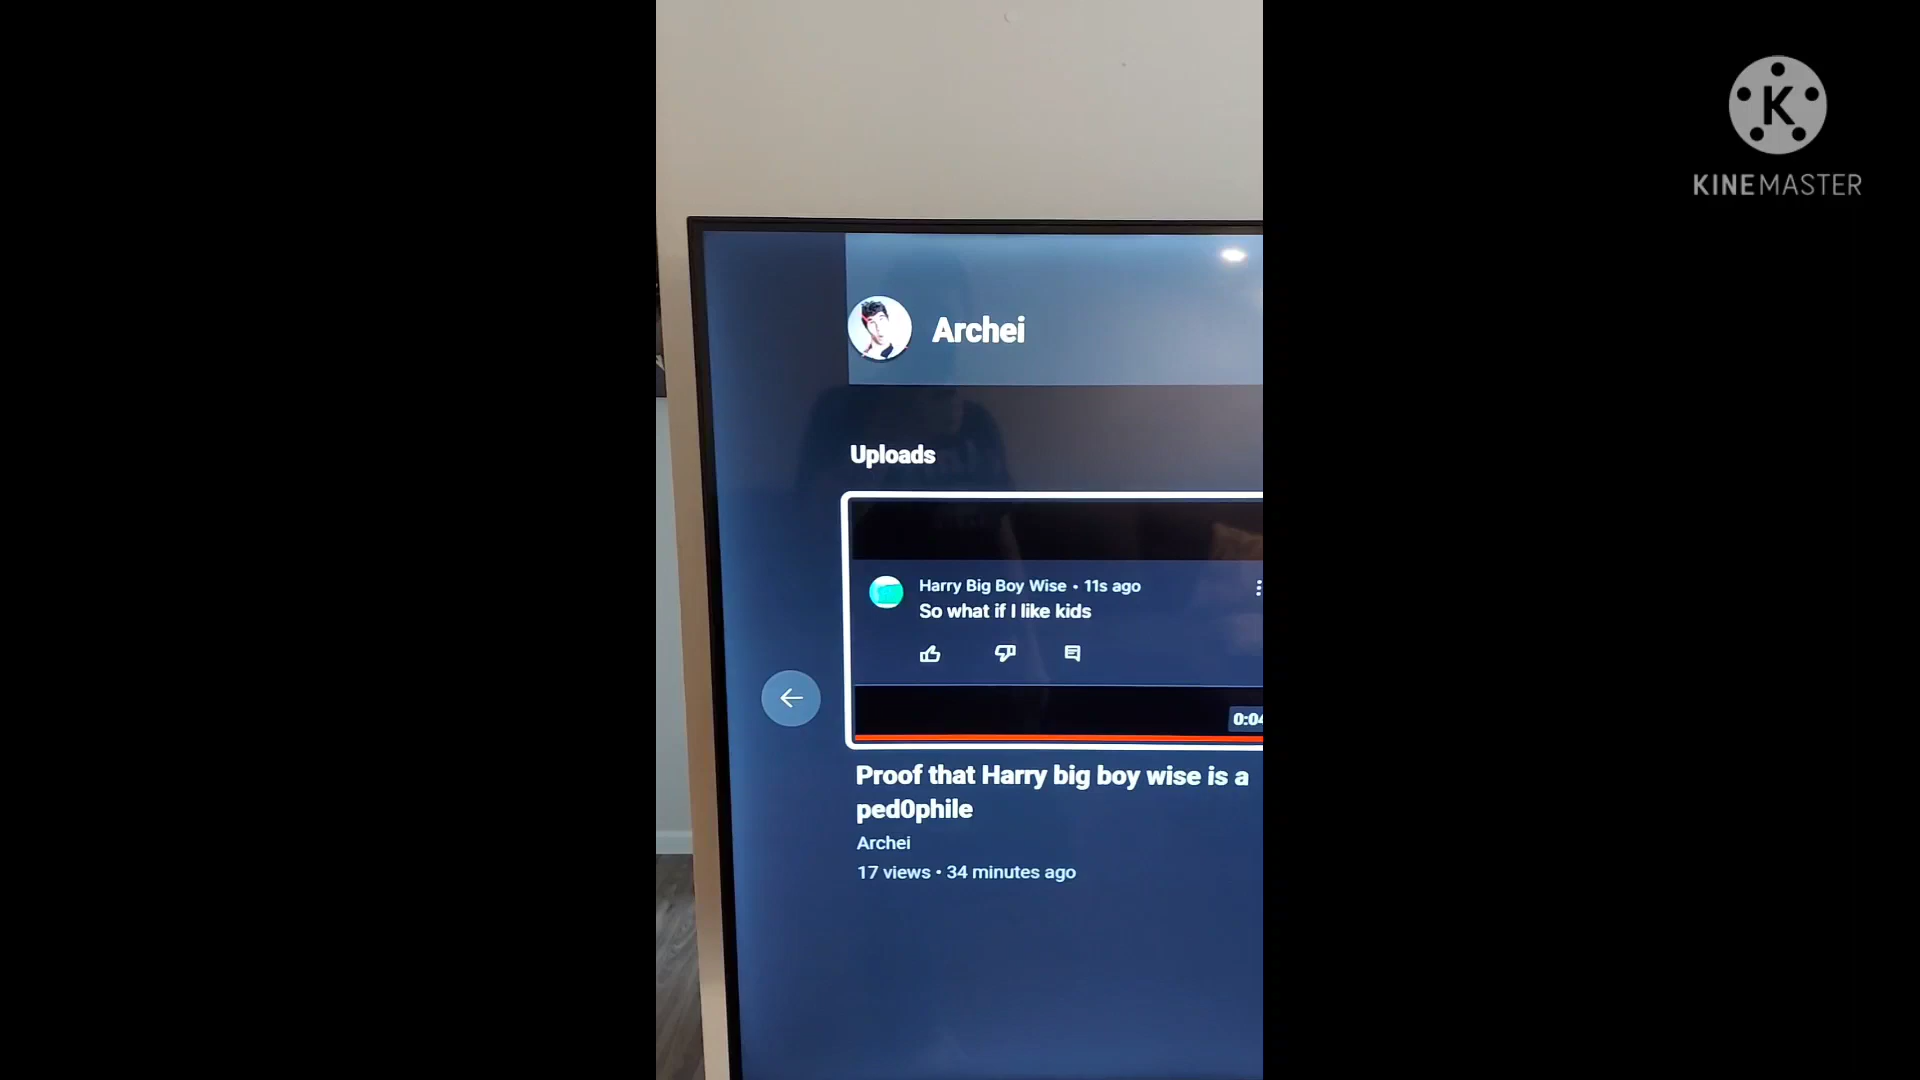 K
KINEMASTER
Archei
Uploads
Harry Big Boy Wise • 11s ago
So what if I like kids
0:04
Proof that Harry big boy wise is a
ped0phile
Archei
17 views • 34 minutes ago